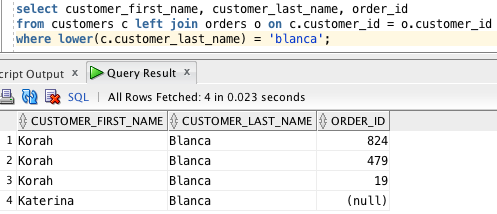 select customer_first_name, customer_last_name, order_id
from customers c left join orders o on c.customer_id = o.customer_id
where lower(c.customer_last_name) = 'blanca';
cript Output x Query Result x
SQL | All Rows Fetched: 4 in 0.023 seconds
CUSTOMER_FIRST_NAME CUSTOMER_LAST_NAME ORDER_ID
1 Korah Blanca 824
2 Korah Blanca 479
3 Korah Blanca 19
4 Katerina Blanca (null)